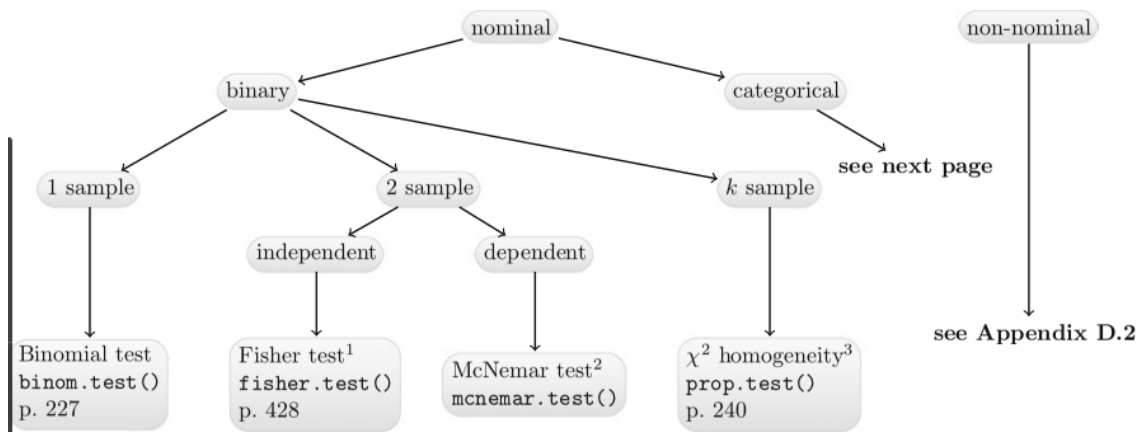 nominal
non-nominal
binary
categorical
see next page
1 sample
2 sample
k sample
independent
dependent
see Appendix D.2
Binomial test
binom.test()
p. 227
Fisher test¹
fisher.test()
p. 428
McNemar test²
mcnemar.test()
χ² homogeneity³
prop.test()
p. 240